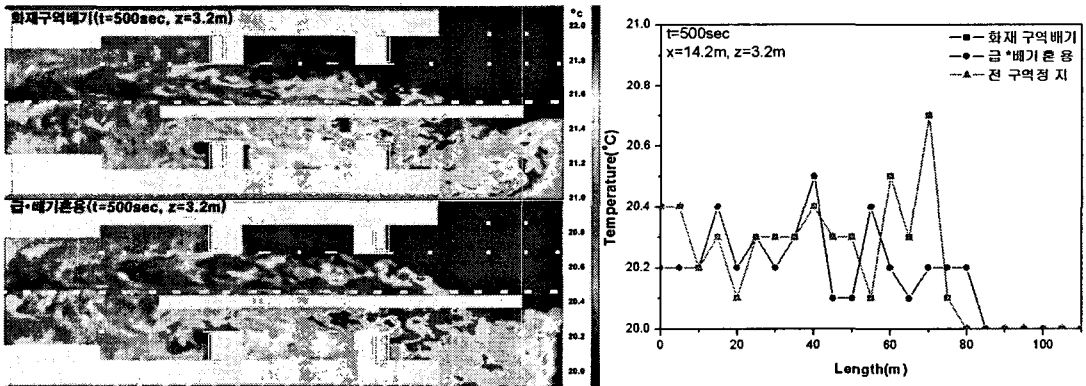 화재구역배기(t=500sec, z=3.2m)
급·배기혼용(t=500sec, z=3.2m)
°C
22.0
21.8
21.6
21.4
21.2
21.0
20.8
20.6
20.4
20.2
20.0
t=500sec
x=14.2m, z=3.2m
화재 구역배기
급*배기 혼 용
전 구역정 지
Temperature(°C)
21.0
20.8
20.6
20.4
20.2
20.0
0
20
40
60
80
100
Length(m)